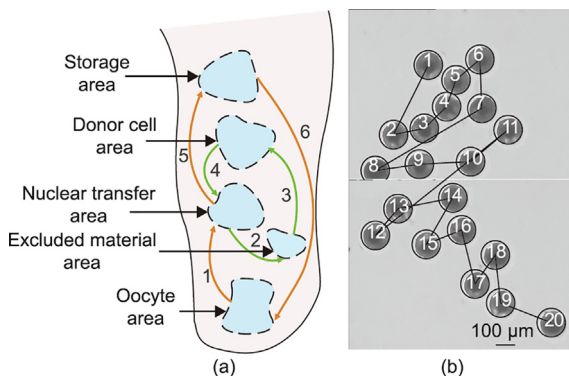 Storage
area
Donor cell
area
Nuclear transfer
area
Excluded material
area
Oocyte
area
1
2
3
4
5
6
(a)
1
2
3
4
5
6
7
8
9
10
11
12
13
14
15
16
17
18
19
20
100 µm
(b)